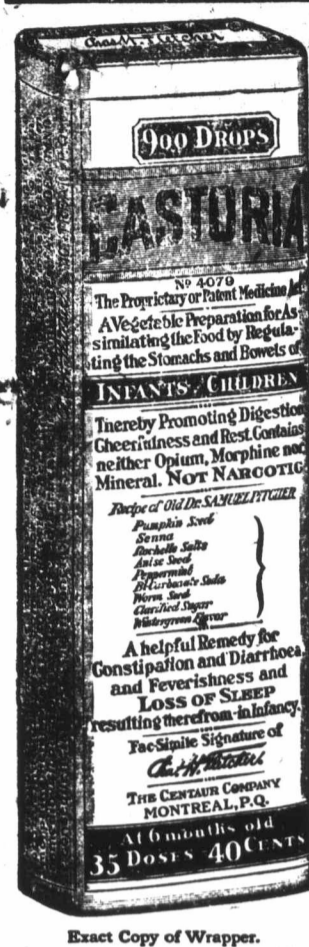 Chas. H. Fletcher
900 DROPS
CASTORIA
Nº 4079
The Proprietary or Patent Medicine Act
A Vegetable Preparation for As-
similating the Food by Regula-
ting the Stomachs and Bowels of
INFANTS / CHILDREN
Thereby Promoting Digestion
Cheerfulness and Rest. Contains
neither Opium, Morphine nor
Mineral. NOT NARCOTIC
Recipe of Old Dr. SAMUEL PITCHER
Pumpkin Seed
Senna
Rochelle Salts
Anise Seed
Peppermint
Bi Carbonate Soda
Worm Seed
Clarified Sugar
Wintergreen Flavor
A helpful Remedy for
Constipation and Diarrhoea,
and Feverishness and
LOSS OF SLEEP
resulting therefrom in Infancy.
Fac-Simile Signature of
Chas. H. Fletcher.
THE CENTAUR COMPANY
MONTREAL, P.Q.
At 6 months old
35 DOSES 40 CENTS
Exact Copy of Wrapper.